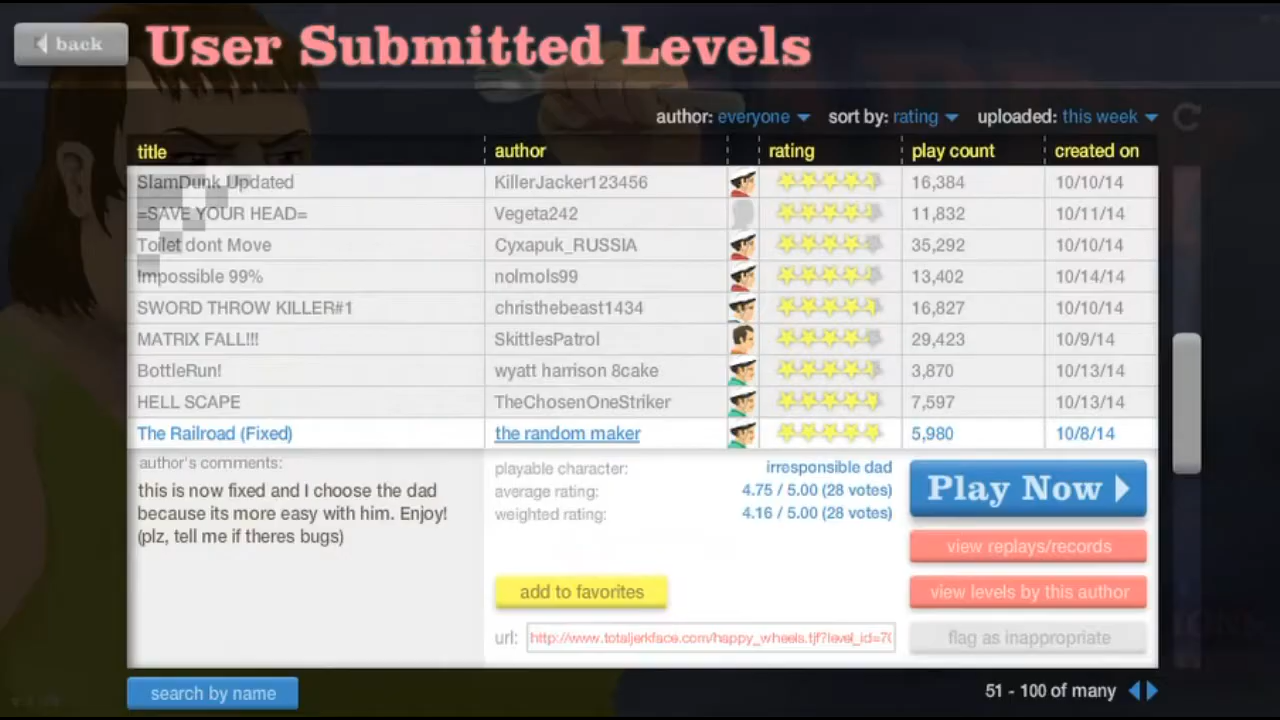 back
User Submitted Levels
author: everyone sort by: rating uploaded: this week
title author rating play count created on
SlamDunk Updated KillerJacker123456 16,384 10/10/14
=SAVE YOUR HEAD= Vegeta242 11,832 10/11/14
Toilet dont Move Cyxapuk_RUSSIA 35,292 10/10/14
Impossible 99% nolmols99 13,402 10/14/14
SWORD THROW KILLER#1 christhebeast1434 16,827 10/10/14
MATRIX FALL!!! SkittlesPatrol 29,423 10/9/14
BottleRun! wyatt harrison 8cake 3,870 10/13/14
HELL SCAPE TheChosenOneStriker 7,597 10/13/14
The Railroad (Fixed) the random maker 5,980 10/8/14
author's comments:
this is now fixed and I choose the dad
because its more easy with him. Enjoy!
(plz, tell me if theres bugs)
playable character: irresponsible dad
average rating: 4.75 / 5.00 (28 votes)
weighted rating: 4.16 / 5.00 (28 votes)
add to favorites
url: http://www.totaljerkface.com/happy_wheels.tjf?level_id=7(
Play Now
view replays/records
view levels by this author
flag as inappropriate
search by name
51 - 100 of many